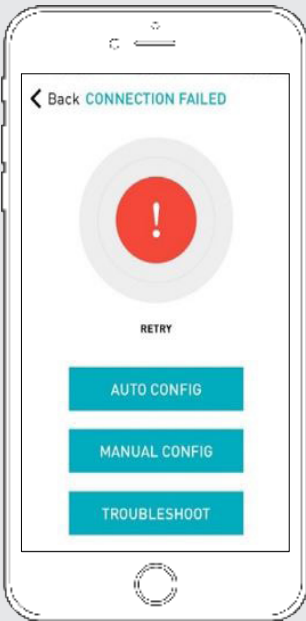 Back CONNECTION FAILED
!
RETRY
AUTO CONFIG
MANUAL CONFIG
TROUBLESHOOT